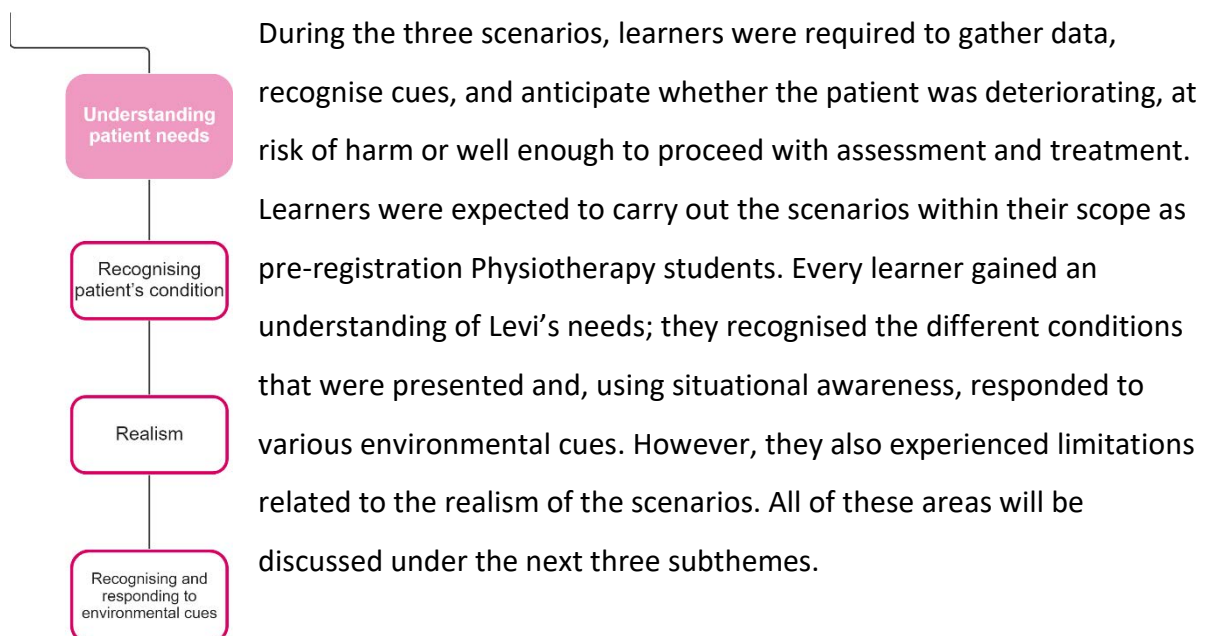 Understanding
patient needs
Recognising
patient's condition
Realism
Recognising and
responding to
environmental cues
During the three scenarios, learners were required to gather data,
recognise cues, and anticipate whether the patient was deteriorating, at
risk of harm or well enough to proceed with assessment and treatment.
Learners were expected to carry out the scenarios within their scope as
pre-registration Physiotherapy students. Every learner gained an
understanding of Levi’s needs; they recognised the different conditions
that were presented and, using situational awareness, responded to
various environmental cues. However, they also experienced limitations
related to the realism of the scenarios. All of these areas will be
discussed under the next three subthemes.